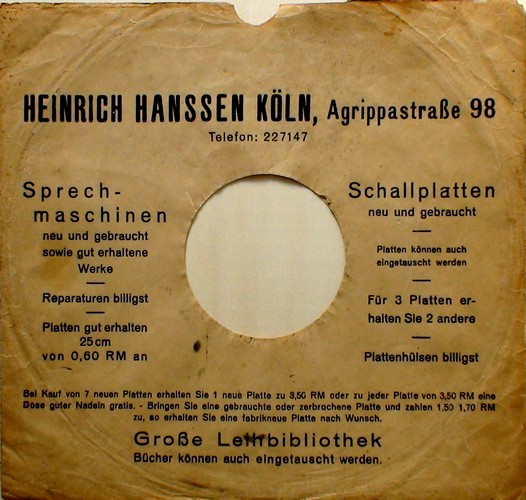 HEINRICH HANSSEN KÖLN, Agrippastraße 98
Telefon: 227147
Sprech-
maschinen
neu und gebraucht
sowie gut erhaltene
Werke
Reparaturen billigst
Platten gut erhalten
25 cm
von 0,60 RM an
Schallplatten
neu und gebraucht
Platten können auch
eingetauscht werden
Für 3 Platten er-
halten Sie 2 andere
Plattenhülsen billigst
Bei Kauf von 7 neuen Platten erhalten Sie 1 neue Platte zu 3,50 RM oder zu jeder Platte von 3,50 RM eine
Dose guter Nadeln gratis. - Bringen Sie eine gebrauchte oder zerbrochene Platte und zahlen 1.50 1,70 RM
zu, so erhalten Sie eine fabrikneue Platte nach Wunsch.
Große Leihbibliothek
Bücher können auch eingetauscht werden.